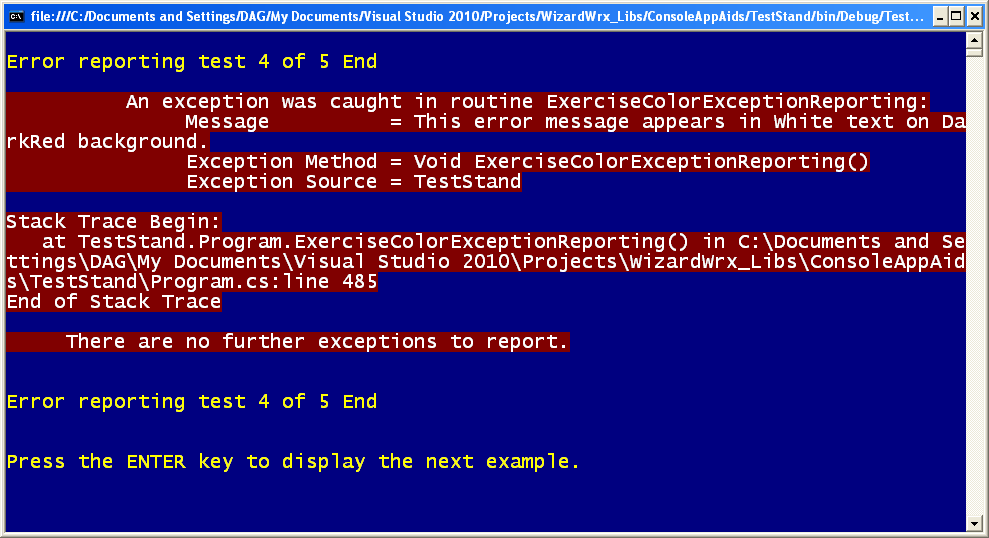 file:///C:/Documents and Settings/DAG/My Documents/Visual Studio 2010/Projects/WizardWrx_Libs/ConsoleAppAids/TestStand/bin/Debug/Test...
Error reporting test 4 of 5 End
An exception was caught in routine ExerciseColorExceptionReporting:
Message = This error message appears in White text on Da
rkRed background.
Exception Method = Void ExerciseColorExceptionReporting()
Exception Source = TestStand
Stack Trace Begin:
at TestStand.Program.ExerciseColorExceptionReporting() in C:\Documents and Se
ttings\DAG\My Documents\Visual Studio 2010\Projects\WizardWrx_Libs\ConsoleAppAid
s\TestStand\Program.cs:line 485
End of Stack Trace
There are no further exceptions to report.
Error reporting test 4 of 5 End
Press the ENTER key to display the next example.